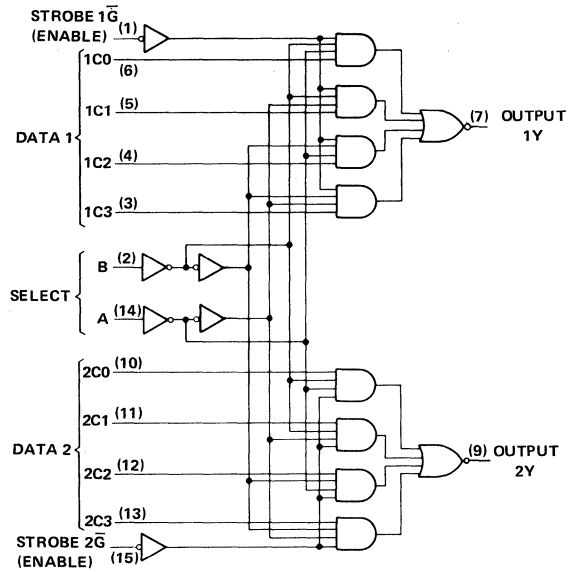 STROBE 1G̅ (1)
(ENABLE)
1C0
(6)
1C1 (5)
DATA 1
1C2 (4)
1C3 (3)
(7) OUTPUT
1Y
B (2)
SELECT
A (14)
2C0 (10)
2C1 (11)
DATA 2
2C2 (12)
(9) OUTPUT
2Y
2C3 (13)
STROBE 2G̅
(ENABLE) (15)